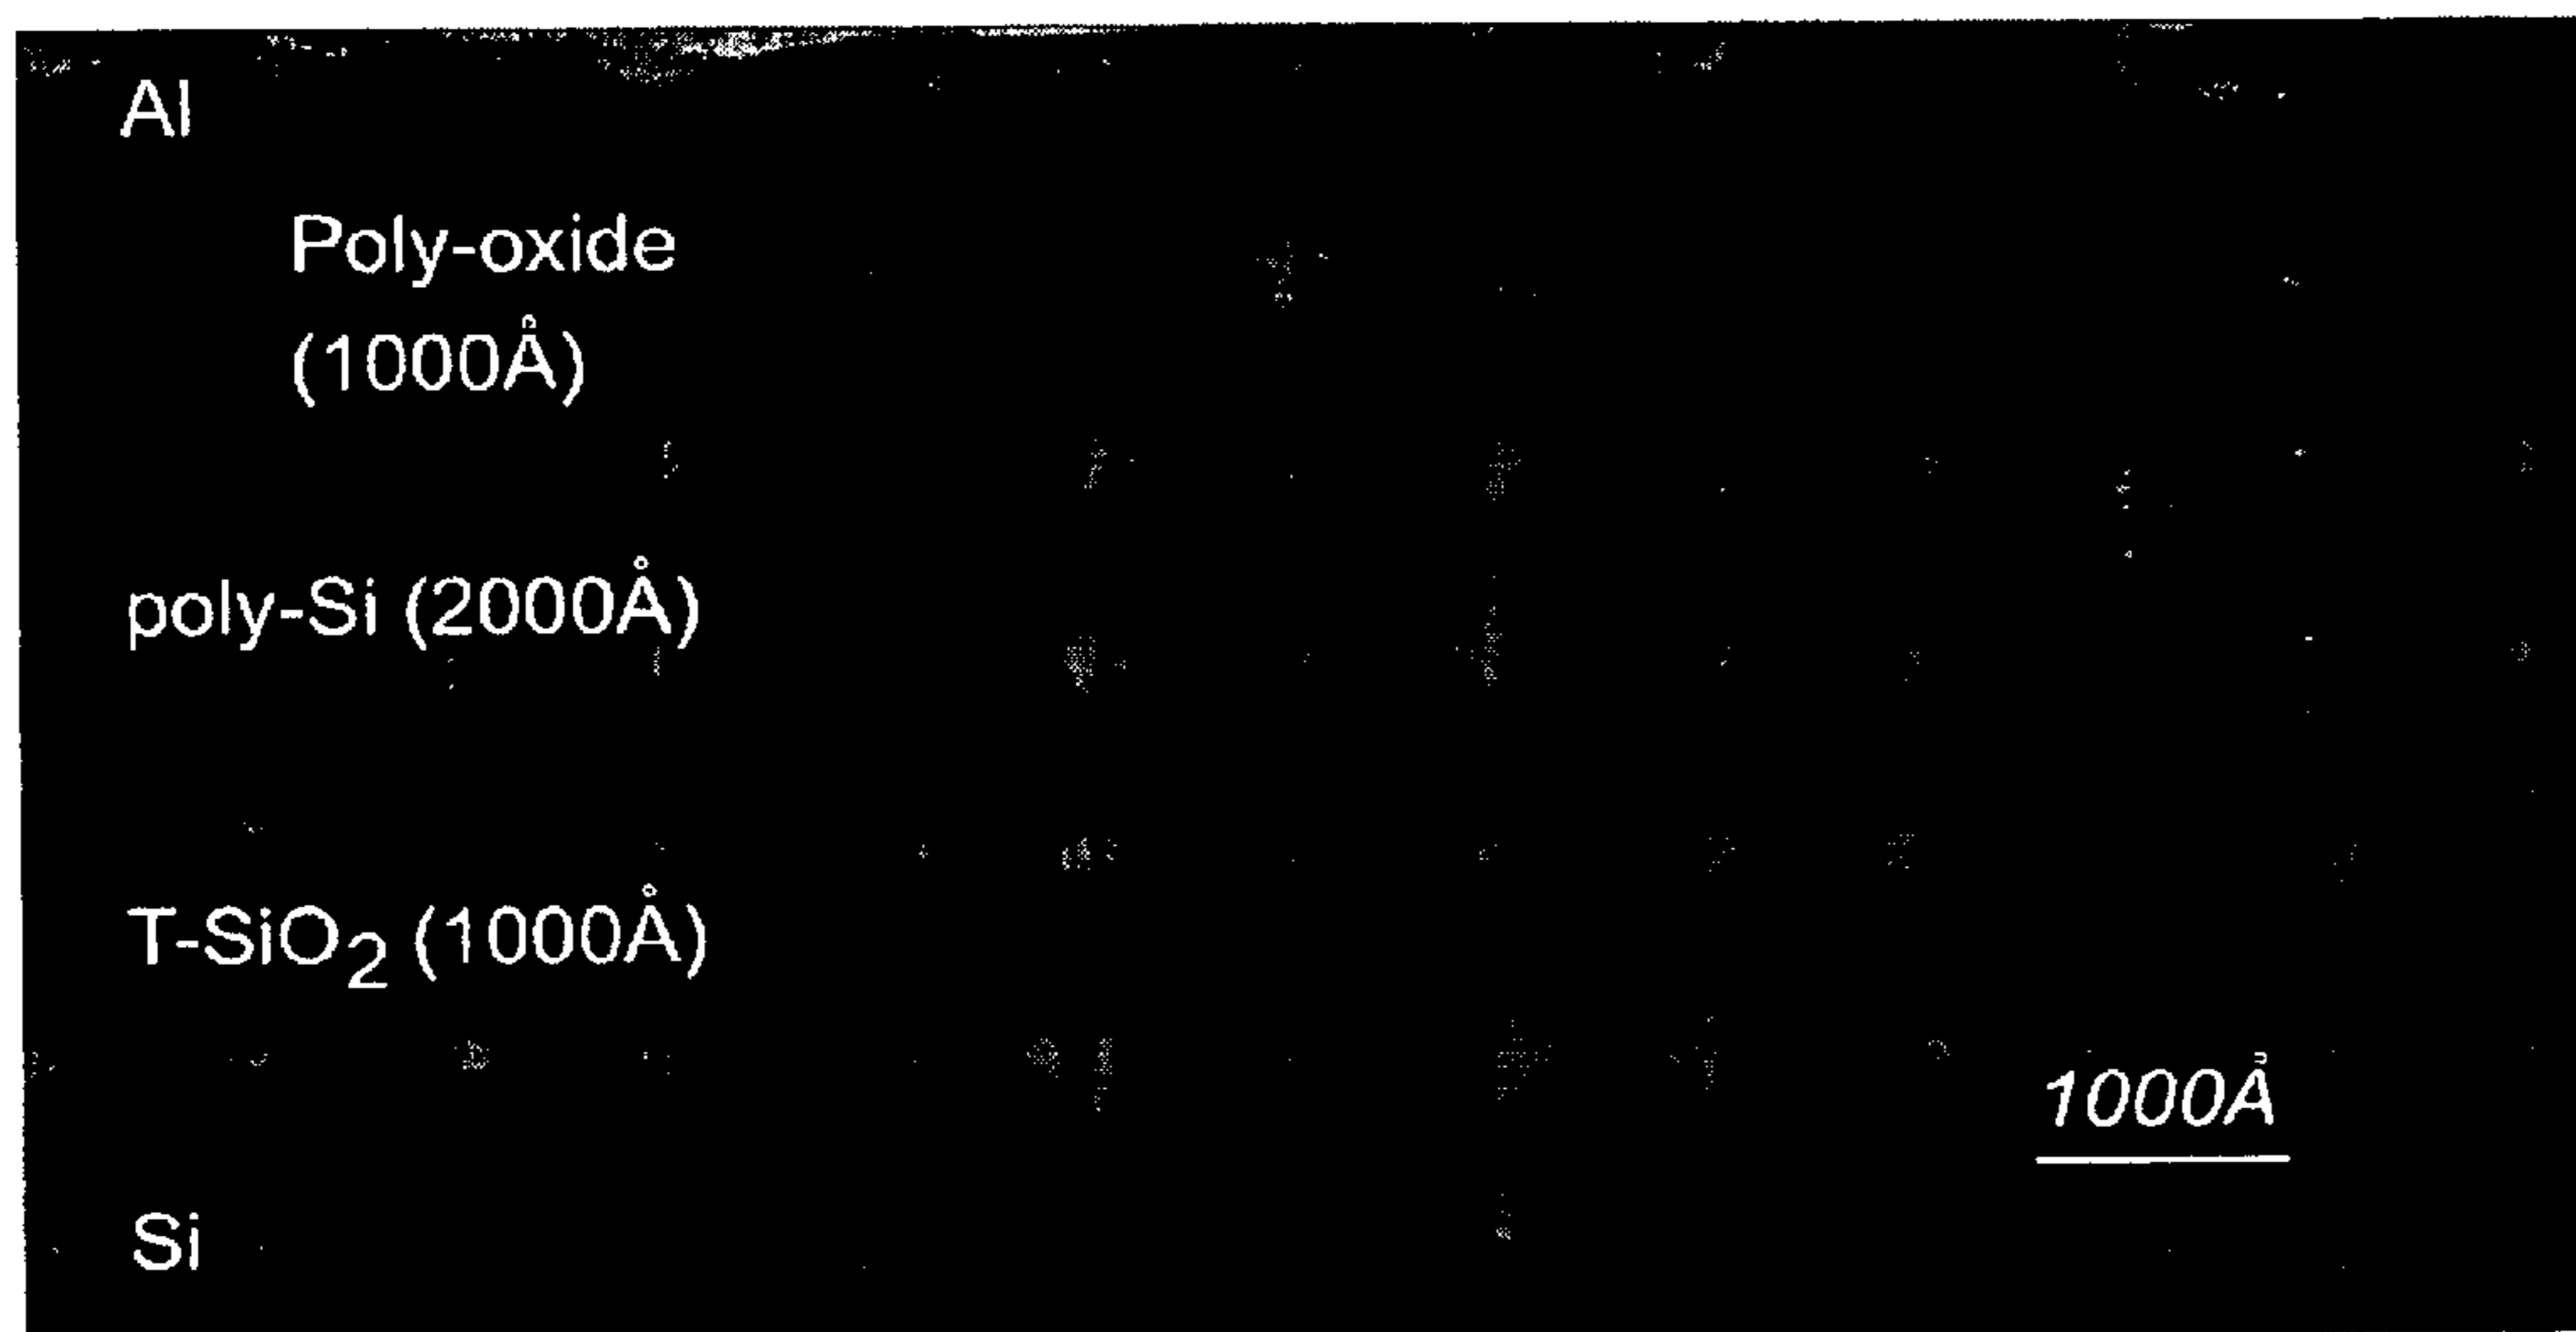 Al
Poly-oxide
(1000Å)
poly-Si (2000Å)
T-SiO₂ (1000Å)
1000Å
Si